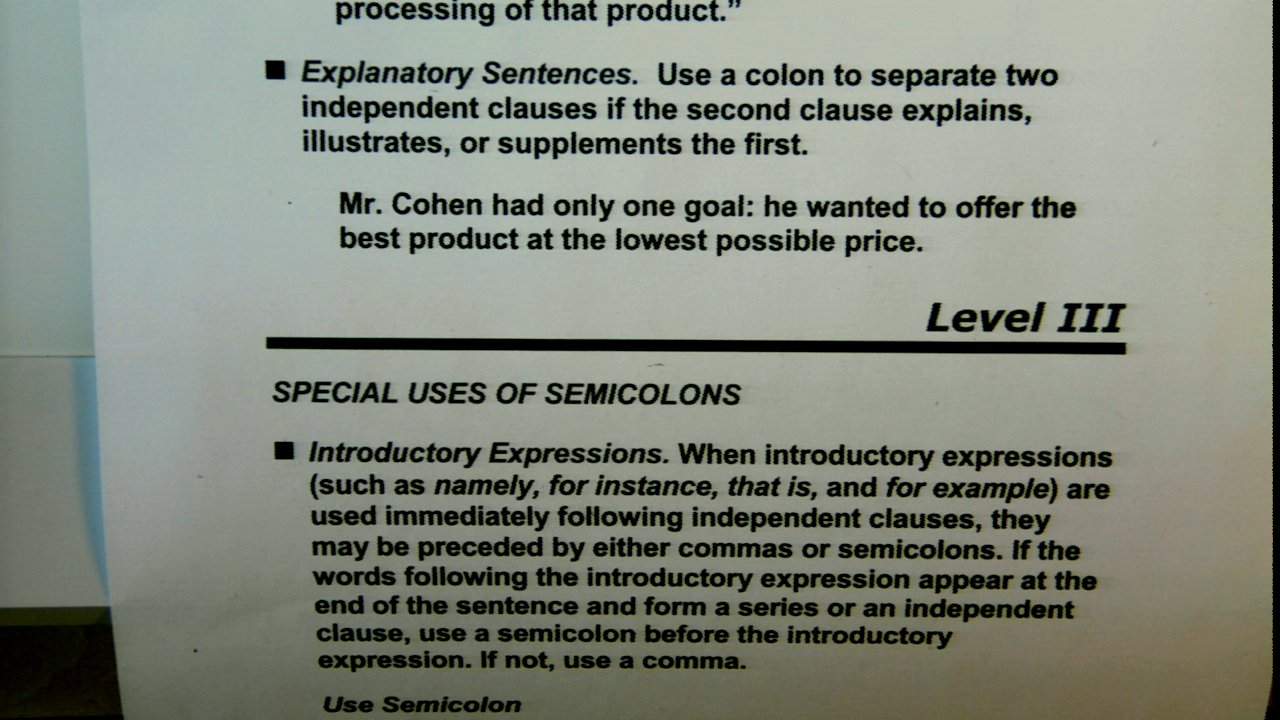 processing of that product.”
■ Explanatory Sentences. Use a colon to separate two
independent clauses if the second clause explains,
illustrates, or supplements the first.
Mr. Cohen had only one goal: he wanted to offer the
best product at the lowest possible price.
Level III
SPECIAL USES OF SEMICOLONS
■ Introductory Expressions. When introductory expressions
(such as namely, for instance, that is, and for example) are
used immediately following independent clauses, they
may be preceded by either commas or semicolons. If the
words following the introductory expression appear at the
end of the sentence and form a series or an independent
clause, use a semicolon before the introductory
expression. If not, use a comma.
Use Semicolon